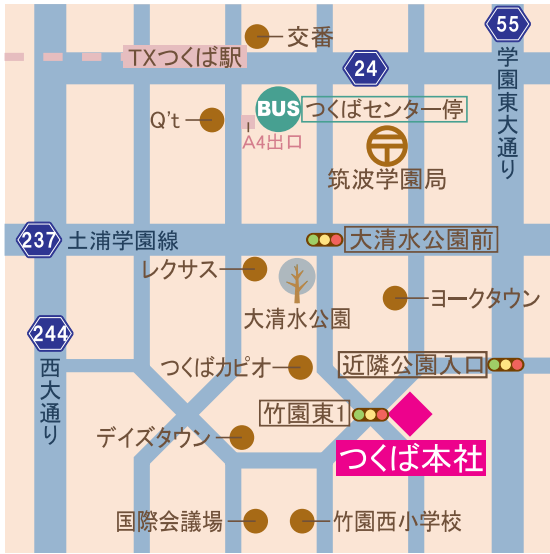 55
交番
TXつくば駅
24
学園東大通り
BUS
つくばセンター停
Q't
A4出口
筑波学園局
237
土浦学園線
大清水公園前
レクサス
ヨークタウン
大清水公園
244
西大通り
つくばカピオ
近隣公園入口
竹園東1
デイズタウン
つくば本社
国際会議場
竹園西小学校